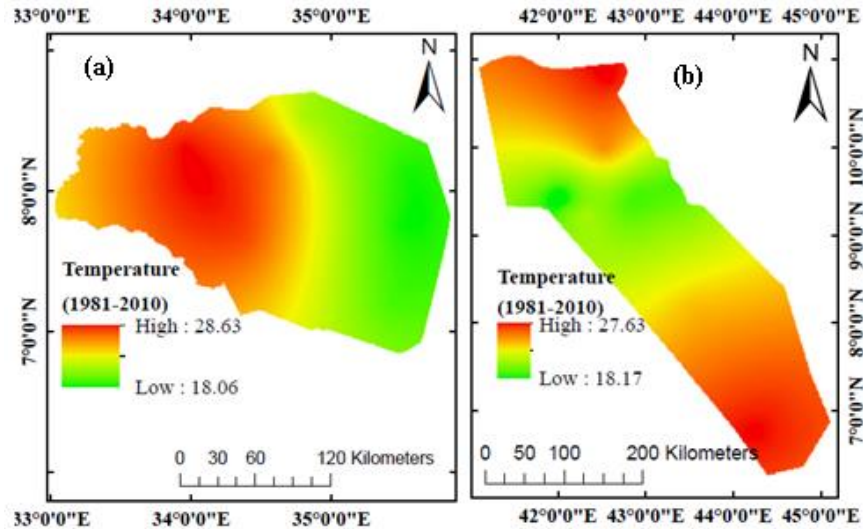 33°0'0"E 34°0'0"E 35°0'0"E
42°0'0"E 43°0'0"E 44°0'0"E 45°0'0"E
(a)
N
8°0'0"N
7°0'0"N
Temperature
(1981-2010)
High : 28.63
Low : 18.06
0 30 60 120 Kilometers
33°0'0"E 34°0'0"E 35°0'0"E
(b)
N
10°0'0"N
9°0'0"N
8°0'0"N
7°0'0"N
Temperature
(1981-2010)
High : 27.63
Low : 18.17
0 50 100 200 Kilometers
42°0'0"E 43°0'0"E 44°0'0"E 45°0'0"E